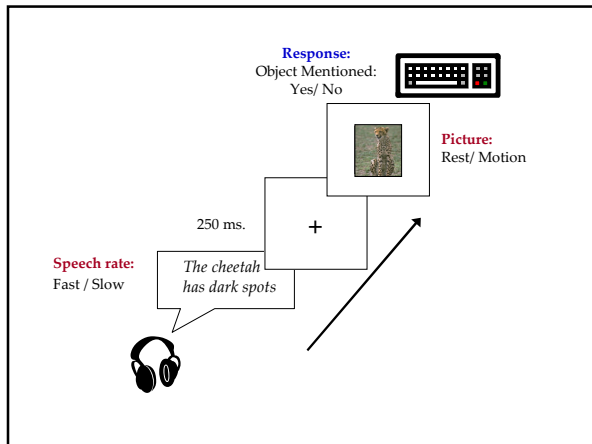 Response:
Object Mentioned:
Yes/ No
Picture:
Rest/ Motion
+
250 ms.
Speech rate:
Fast / Slow
The cheetah
has dark spots